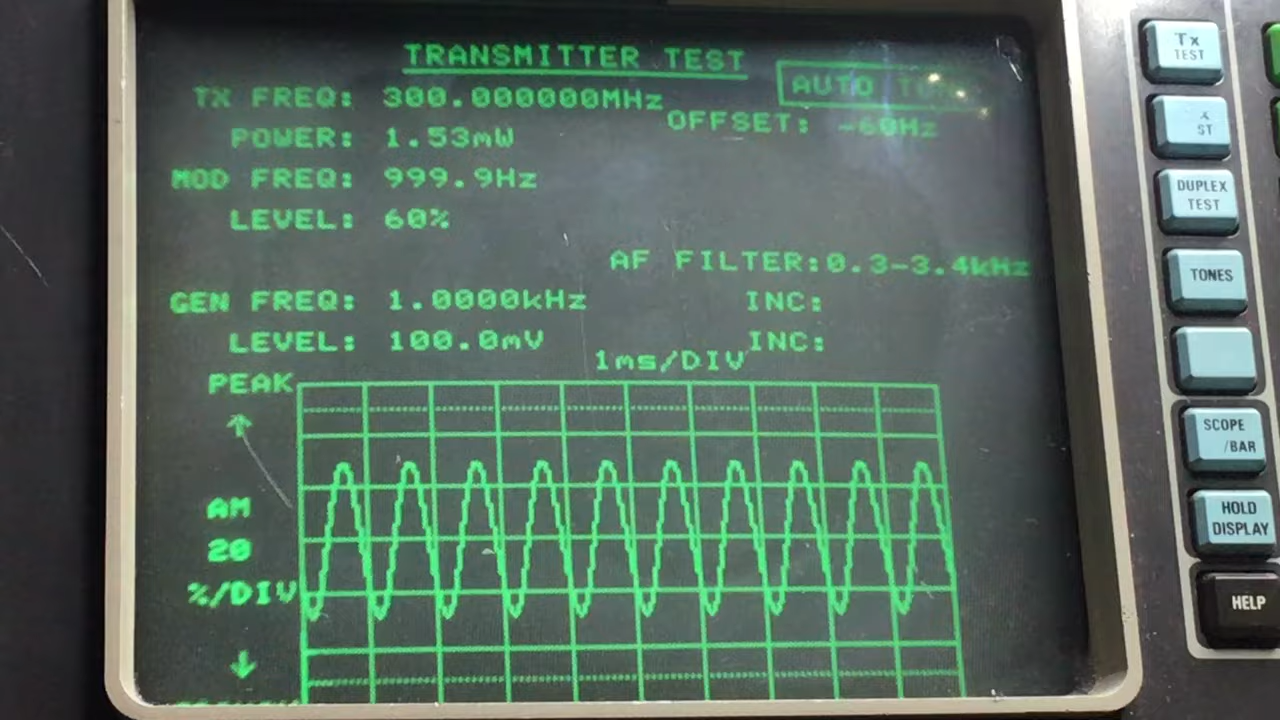 TRANSMITTER TEST
AUTO
TX FREQ: 300.000000MHz
OFFSET: -60Hz
POWER: 1.53mW
MOD FREQ: 999.9Hz
LEVEL: 60%
AF FILTER:0.3-3.4kHz
GEN FREQ: 1.0000kHz INC:
LEVEL: 100.0mV INC:
1ms/DIV
PEAK
AM
20
%/DIV
Tx
TEST
DUPLEX
TEST
TONES
SCOPE
/BAR
HOLD
DISPLAY
HELP